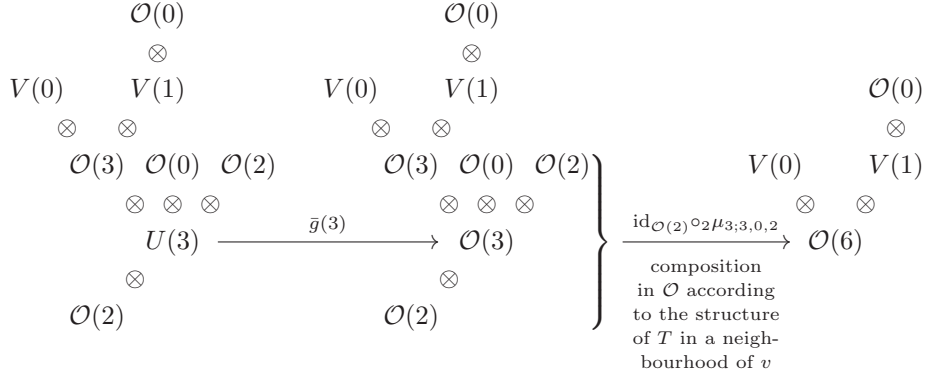 𝒪(0) 𝒪(0)
⊗ ⊗
V(0) V(1) V(0) V(1) 𝒪(0)
⊗ ⊗ ⊗ ⊗ ⊗
𝒪(3) 𝒪(0) 𝒪(2) 𝒪(3) 𝒪(0) 𝒪(2) V(0) V(1)
⊗ ⊗ ⊗ ⊗ ⊗ ⊗ ⊗ ⊗
ḡ(3) id_{𝒪(2)}∘₂μ_{3;3,0,2}
U(3) 𝒪(3) 𝒪(6)
⊗ ⊗
𝒪(2) 𝒪(2)
composition
in 𝒪 according
to the structure
of T in a neigh-
bourhood of v